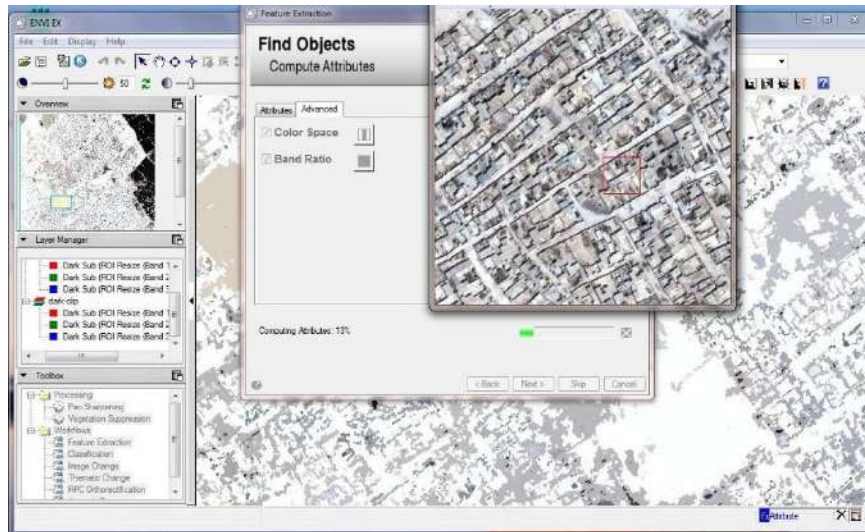 ENVI EX
File Edit Display Help
50
Overview
Layer Manager
Dark Sub (ROI Resize (Band 1
Dark Sub (ROI Resize (Band 2
Dark Sub (ROI Resize (Band 3
dark-clip
Dark Sub (ROI Resize (Band 1
Dark Sub (ROI Resize (Band 2
Dark Sub (ROI Resize (Band 3
Toolbox
Processing
Pan Sharpening
Vegetation Suppression
Workflows
Feature Extraction
Classification
Image Change
Thematic Change
RPC Orthorectification
Feature Extraction
Find Objects
Compute Attributes
Attributes Advanced
Color Space
Band Ratio
Computing Attributes: 13%
< Back Next > Skip Cancel
Attribute